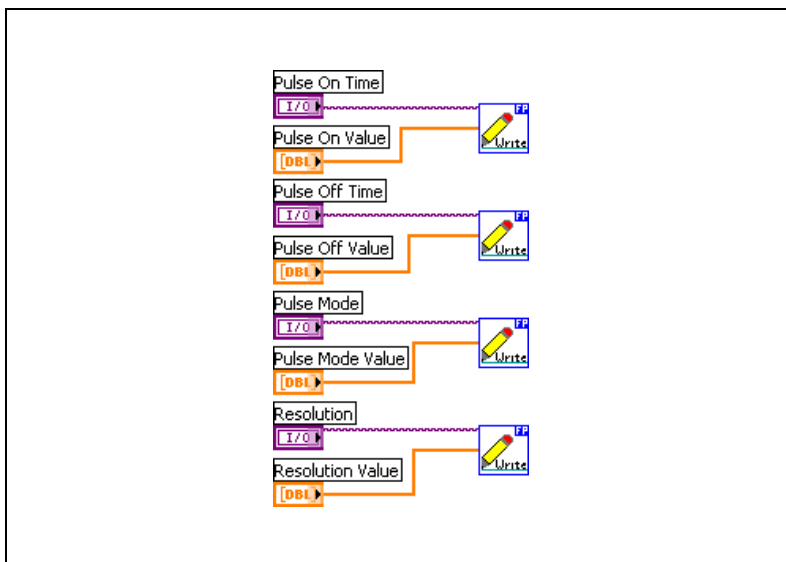 Pulse On Time
I/O
FP
Pulse On Value
Write
[DBL]
Pulse Off Time
I/O
FP
Pulse Off Value
Write
[DBL]
Pulse Mode
I/O
FP
Pulse Mode Value
Write
[DBL]
Resolution
I/O
FP
Resolution Value
Write
[DBL]